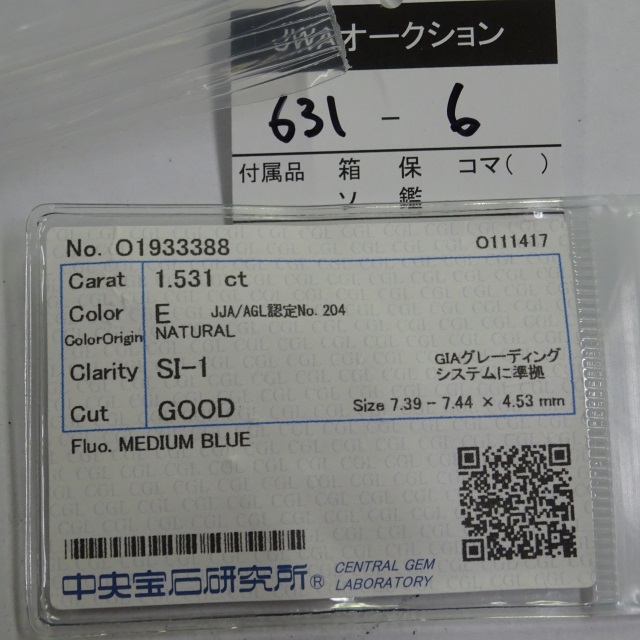 JWAオークション
631 - 6
付属品 箱 保 コマ( )
ソ 鑑
No. O1933388 O111417
Carat 1.531 ct
Color E JJA/AGL認定No. 204
ColorOrigin NATURAL
Clarity SI-1 GIAグレーディング
システムに準拠
Cut GOOD Size 7.39 - 7.44 × 4.53 mm
Fluo. MEDIUM BLUE
中央宝石研究所® CENTRAL GEM
LABORATORY